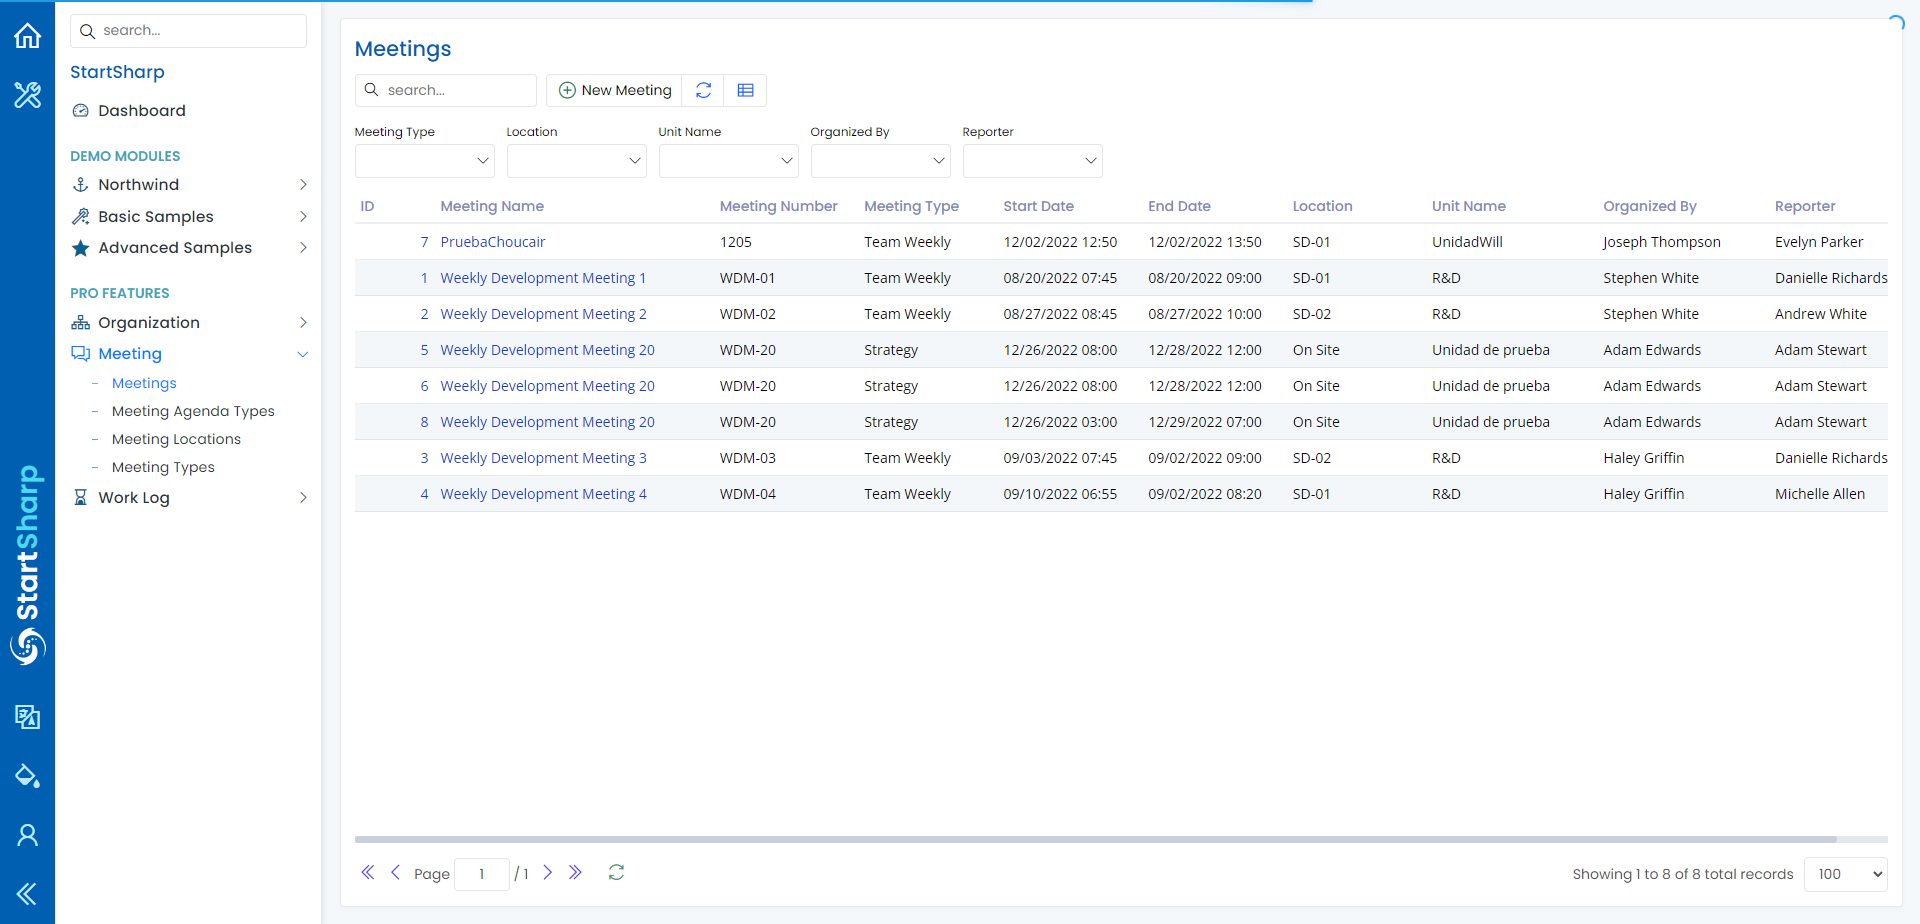 search...
StartSharp
Dashboard
DEMO MODULES
Northwind
Basic Samples
Advanced Samples
PRO FEATURES
Organization
Meeting
Meetings
Meeting Agenda Types
Meeting Locations
Meeting Types
Work Log
StartSharp
Meetings
search...
New Meeting
Meeting Type Location Unit Name Organized By Reporter
ID Meeting Name Meeting Number Meeting Type Start Date End Date Location Unit Name Organized By Reporter
7 PruebaChoucair 1205 Team Weekly 12/02/2022 12:50 12/02/2022 13:50 SD-01 UnidadWill Joseph Thompson Evelyn Parker
1 Weekly Development Meeting 1 WDM-01 Team Weekly 08/20/2022 07:45 08/20/2022 09:00 SD-01 R&D Stephen White Danielle Richards
2 Weekly Development Meeting 2 WDM-02 Team Weekly 08/27/2022 08:45 08/27/2022 10:00 SD-02 R&D Stephen White Andrew White
5 Weekly Development Meeting 20 WDM-20 Strategy 12/26/2022 08:00 12/28/2022 12:00 On Site Unidad de prueba Adam Edwards Adam Stewart
6 Weekly Development Meeting 20 WDM-20 Strategy 12/26/2022 08:00 12/28/2022 12:00 On Site Unidad de prueba Adam Edwards Adam Stewart
8 Weekly Development Meeting 20 WDM-20 Strategy 12/26/2022 03:00 12/29/2022 07:00 On Site Unidad de prueba Adam Edwards Adam Stewart
3 Weekly Development Meeting 3 WDM-03 Team Weekly 09/03/2022 07:45 09/02/2022 09:00 SD-02 R&D Haley Griffin Danielle Richards
4 Weekly Development Meeting 4 WDM-04 Team Weekly 09/10/2022 06:55 09/02/2022 08:20 SD-01 R&D Haley Griffin Michelle Allen
Page 1 / 1
Showing 1 to 8 of 8 total records 100